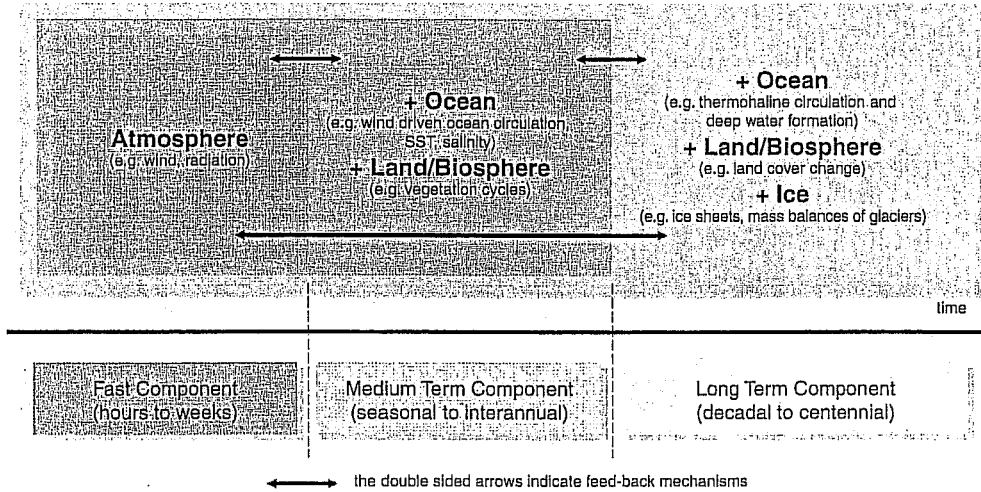 Atmosphere
(e.g. wind, radiation)
+ Ocean
(e.g. wind driven ocean circulation,
SST, salinity)
+ Land/Biosphere
(e.g. vegetation cycles)
+ Ocean
(e.g. thermohaline circulation and
deep water formation)
+ Land/Biosphere
(e.g. land cover change)
+ Ice
(e.g. ice sheets, mass balances of glaciers)
time
Fast Component
(hours to weeks)
Medium Term Component
(seasonal to interannual)
Long Term Component
(decadal to centennial)
the double sided arrows indicate feed-back mechanisms